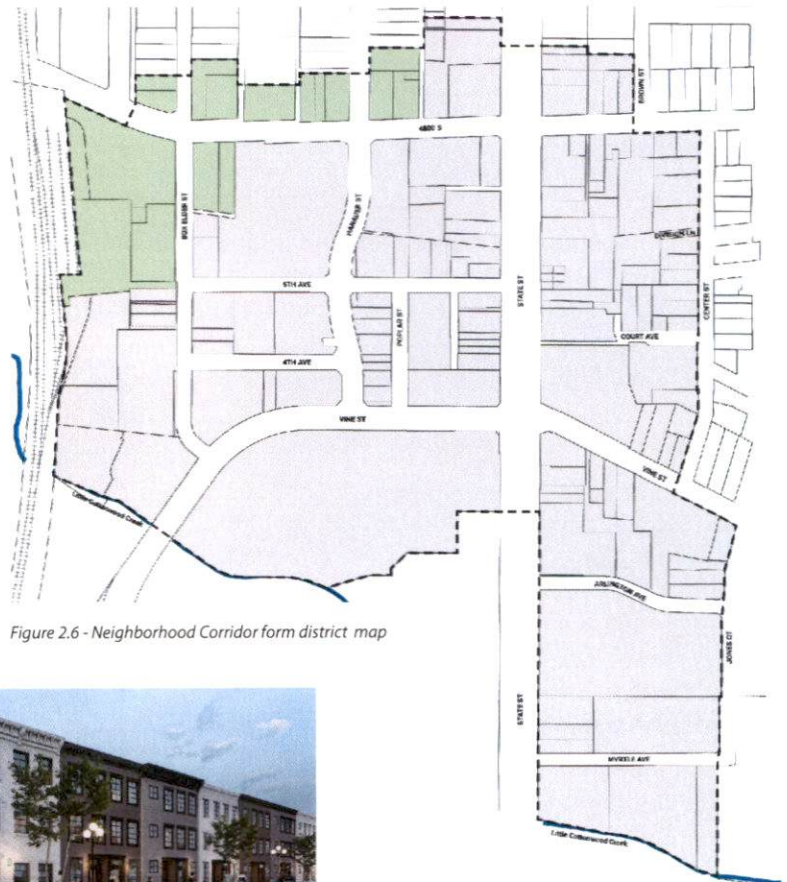 BROWN ST
4800 S
BOX ELDER ST
HANAUER ST
STATE ST
5TH AVE
POPLAR ST
CENTER ST
COURT AVE
4TH AVE
VINE ST
VINE ST
Little Cottonwood Creek
ARLINGTON AVE
JONES CT
STATE ST
MYRTLE AVE
Little Cottonwood Creek
Figure 2.6 - Neighborhood Corridor form district map